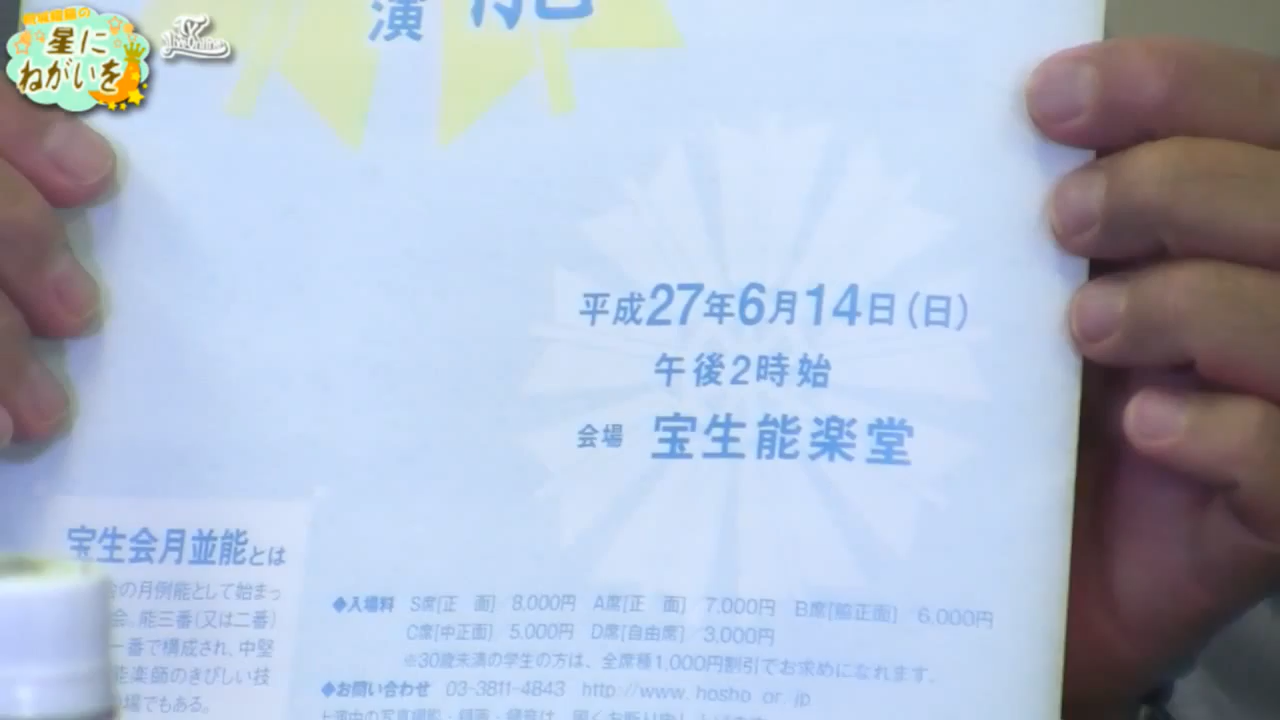 星に
ねがいを
演 能
平成27年6月14日(日)
午後2時始
会場 宝生能楽堂
宝生会月並能とは
会の月例能として始まっ
会。能三番(又は二番)
一番で構成され、中堅
能楽師のきびしい技
の場でもある。
◆入場料 S席[正 面] 8,000円 A席[正 面] 7,000円 B席[脇正面] 6,000円
C席[中正面] 5,000円 D席[自由席] 3,000円
※30歳未満の学生の方は、全席種1,000円割引でお求めになれます。
◆お問い合わせ 03-3811-4843 http://www.hosho.or.jp